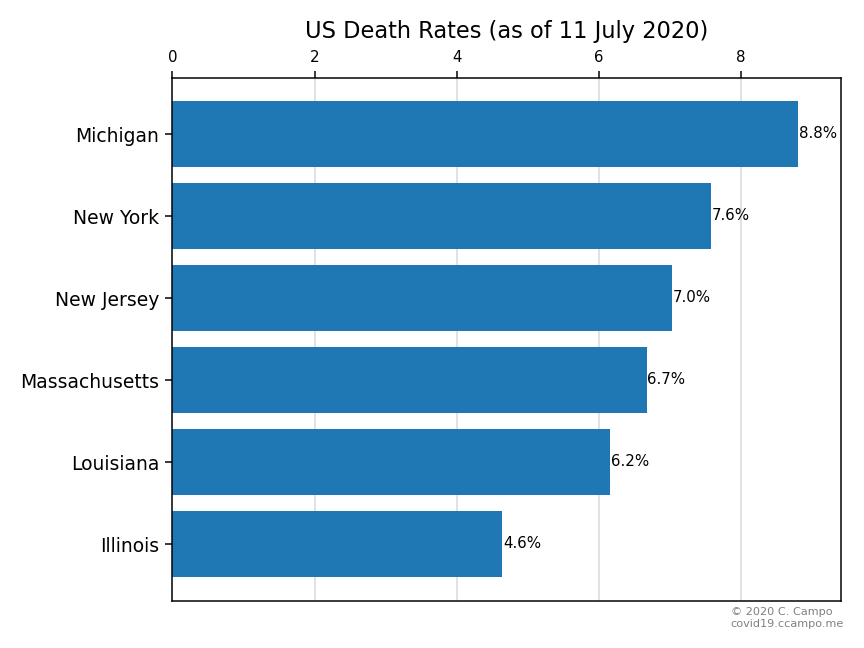 US Death Rates (as of 11 July 2020)
0 2 4 6 8
Michigan 8.8%
New York 7.6%
New Jersey 7.0%
Massachusetts 6.7%
Louisiana 6.2%
Illinois 4.6%
© 2020 C. Campo
covid19.ccampo.me